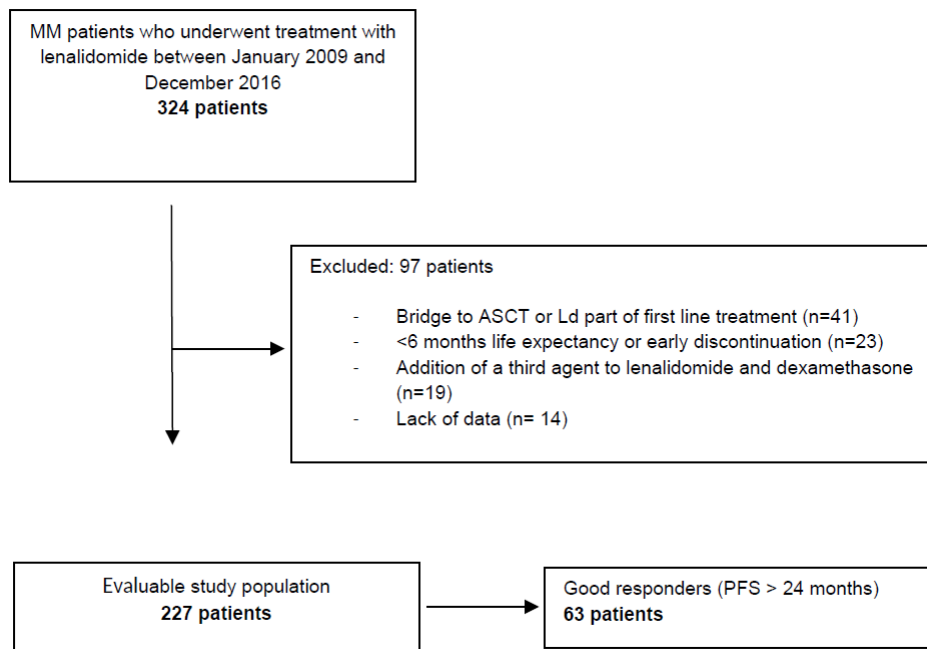 MM patients who underwent treatment with
lenalidomide between January 2009 and
December 2016
324 patients
Excluded: 97 patients
- Bridge to ASCT or Ld part of first line treatment (n=41)
- <6 months life expectancy or early discontinuation (n=23)
- Addition of a third agent to lenalidomide and dexamethasone
(n=19)
- Lack of data (n= 14)
Evaluable study population
227 patients
Good responders (PFS > 24 months)
63 patients